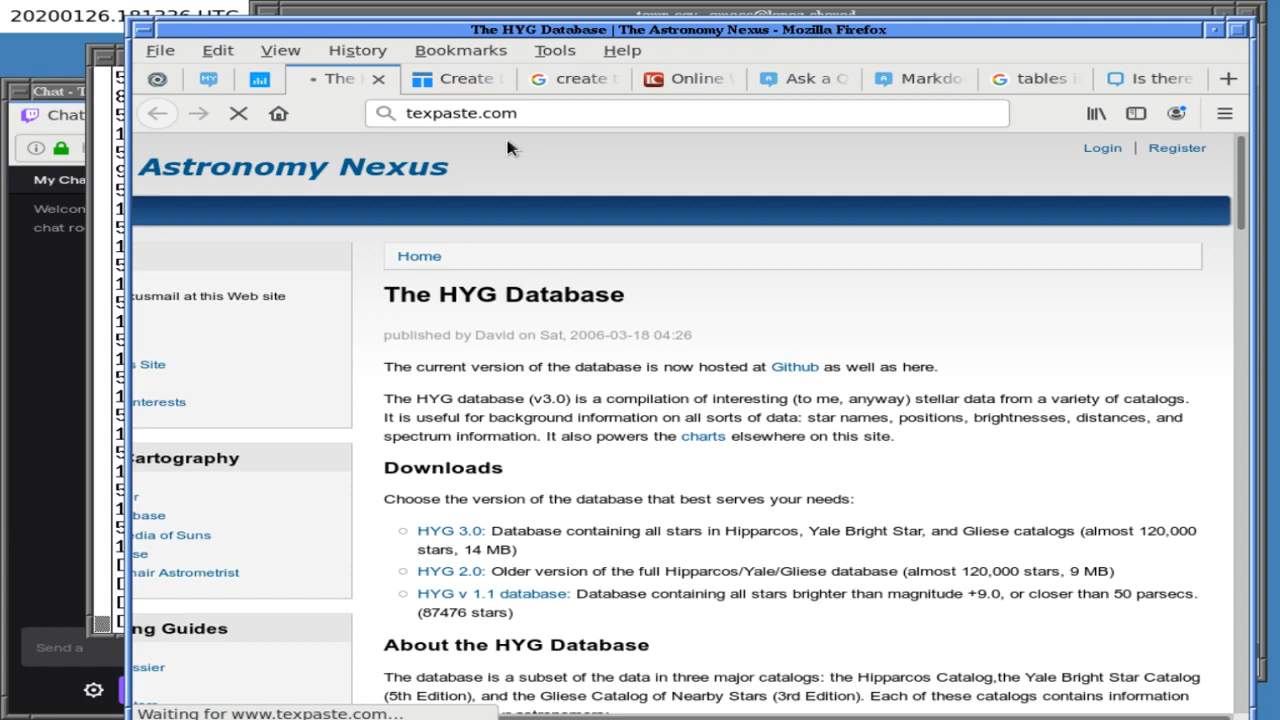 20200126.181336 UTC
The HYG Database | The Astronomy Nexus - Mozilla Firefox
File Edit View History Bookmarks Tools Help
The
Create
create t
Online
Ask a Q
Markdo
tables i
Is there
texpaste.com
Chat - T
Chat
My Cha
Welcon
chat ro
Send a
Astronomy Nexus
Login | Register
Home
usmail at this Web site
s Site
nterests
Cartography
r
base
edia of Suns
se
hair Astrometrist
ng Guides
ssier
The HYG Database
published by David on Sat, 2006-03-18 04:26
The current version of the database is now hosted at Github as well as here.
The HYG database (v3.0) is a compilation of interesting (to me, anyway) stellar data from a variety of catalogs.
It is useful for background information on all sorts of data: star names, positions, brightnesses, distances, and
spectrum information. It also powers the charts elsewhere on this site.
Downloads
Choose the version of the database that best serves your needs:
HYG 3.0: Database containing all stars in Hipparcos, Yale Bright Star, and Gliese catalogs (almost 120,000
stars, 14 MB)
HYG 2.0: Older version of the full Hipparcos/Yale/Gliese database (almost 120,000 stars, 9 MB)
HYG v 1.1 database: Database containing all stars brighter than magnitude +9.0, or closer than 50 parsecs.
(87476 stars)
About the HYG Database
The database is a subset of the data in three major catalogs: the Hipparcos Catalog,the Yale Bright Star Catalog
(5th Edition), and the Gliese Catalog of Nearby Stars (3rd Edition). Each of these catalogs contains information
Waiting for www.texpaste.com...